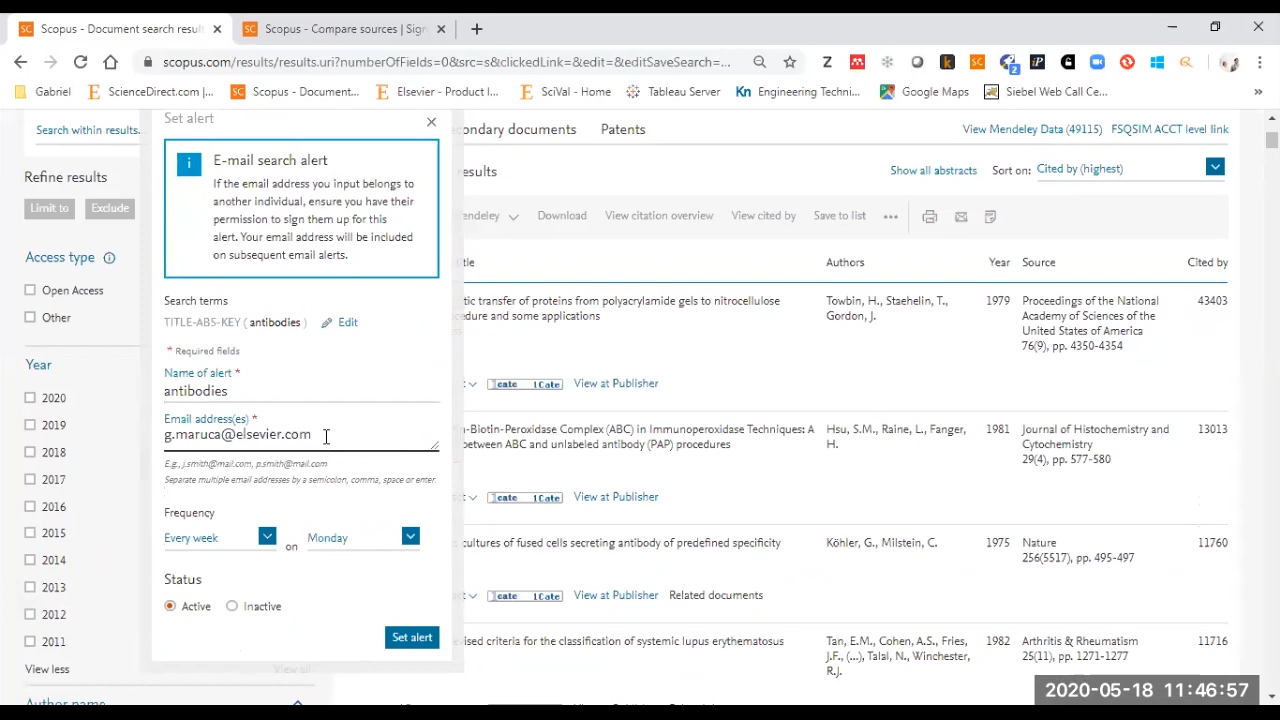 Scopus - Document search result
Scopus - Compare sources | Sign
scopus.com/results/results.uri?numberOfFields=0&src=s&clickedLink=&edit=&editSaveSearch=...
Gabriel
ScienceDirect.com |...
Scopus - Document...
Elsevier - Product I...
SciVal - Home
Tableau Server
Kn Engineering Techni...
Google Maps
Siebel Web Call Ce...
»
Search within results...
Refine results
Limit to
Exclude
Access type
Open Access
Other
Year
2020
2019
2018
2017
2016
2015
2014
2013
2012
2011
View less
View all
Author name
Set alert
E-mail search alert
If the email address you input belongs to
another individual, ensure you have their
permission to sign them up for this
alert. Your email address will be included
on subsequent email alerts.
Search terms
TITLE-ABS-KEY ( antibodies )
Edit
* Required fields
Name of alert *
antibodies
Email address(es) *
g.maruca@elsevier.com
E.g., j.smith@mail.com, p.smith@mail.com
Separate multiple email addresses by a semicolon, comma, space or enter.
Frequency
Every week
on
Monday
Status
Active
Inactive
Set alert
condary documents
Patents
View Mendeley Data (49115)
FSQSIM ACCT level link
esults
Show all abstracts
Sort on:
Cited by (highest)
endeley
Download
View citation overview
View cited by
Save to list
...
itle
Authors
Year
Source
Cited by
tic transfer of proteins from polyacrylamide gels to nitrocellulose
edure and some applications
Towbin, H., Staehelin, T.,
Gordon, J.
1979
Proceedings of the National
Academy of Sciences of the
United States of America
76(9), pp. 4350-4354
43403
View at Publisher
n-Biotin-Peroxidase Complex (ABC) in Immunoperoxidase Techniques: A
between ABC and unlabeled antibody (PAP) procedures
Hsu, S.M., Raine, L., Fanger,
H.
1981
Journal of Histochemistry and
Cytochemistry
29(4), pp. 577-580
13013
View at Publisher
cultures of fused cells secreting antibody of predefined specificity
Köhler, G., Milstein, C.
1975
Nature
256(5517), pp. 495-497
11760
View at Publisher
Related documents
ised criteria for the classification of systemic lupus erythematosus
Tan, E.M., Cohen, A.S., Fries,
J.F., (...), Talal, N., Winchester,
R.J.
1982
Arthritis & Rheumatism
25(11), pp. 1271-1277
11716
2020-05-18 11:46:57